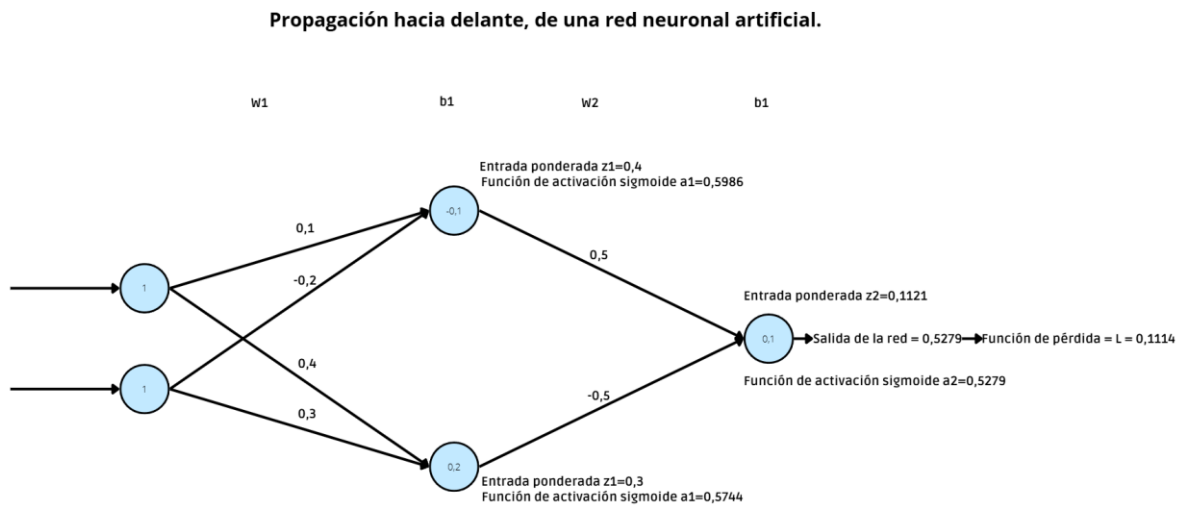 Propagación hacia delante, de una red neuronal artificial.
W1
b1
W2
b1
Entrada ponderada z1=0,4
Función de activación sigmoide a1=0,5986
-0,1
0,1
0,5
1
-0,2
Entrada ponderada z2=0,1121
0,1
Salida de la red = 0,5279
Función de pérdida = L = 0,1114
0,4
Función de activación sigmoide a2=0,5279
1
-0,5
0,3
0,2
Entrada ponderada z1=0,3
Función de activación sigmoide a1=0,5744